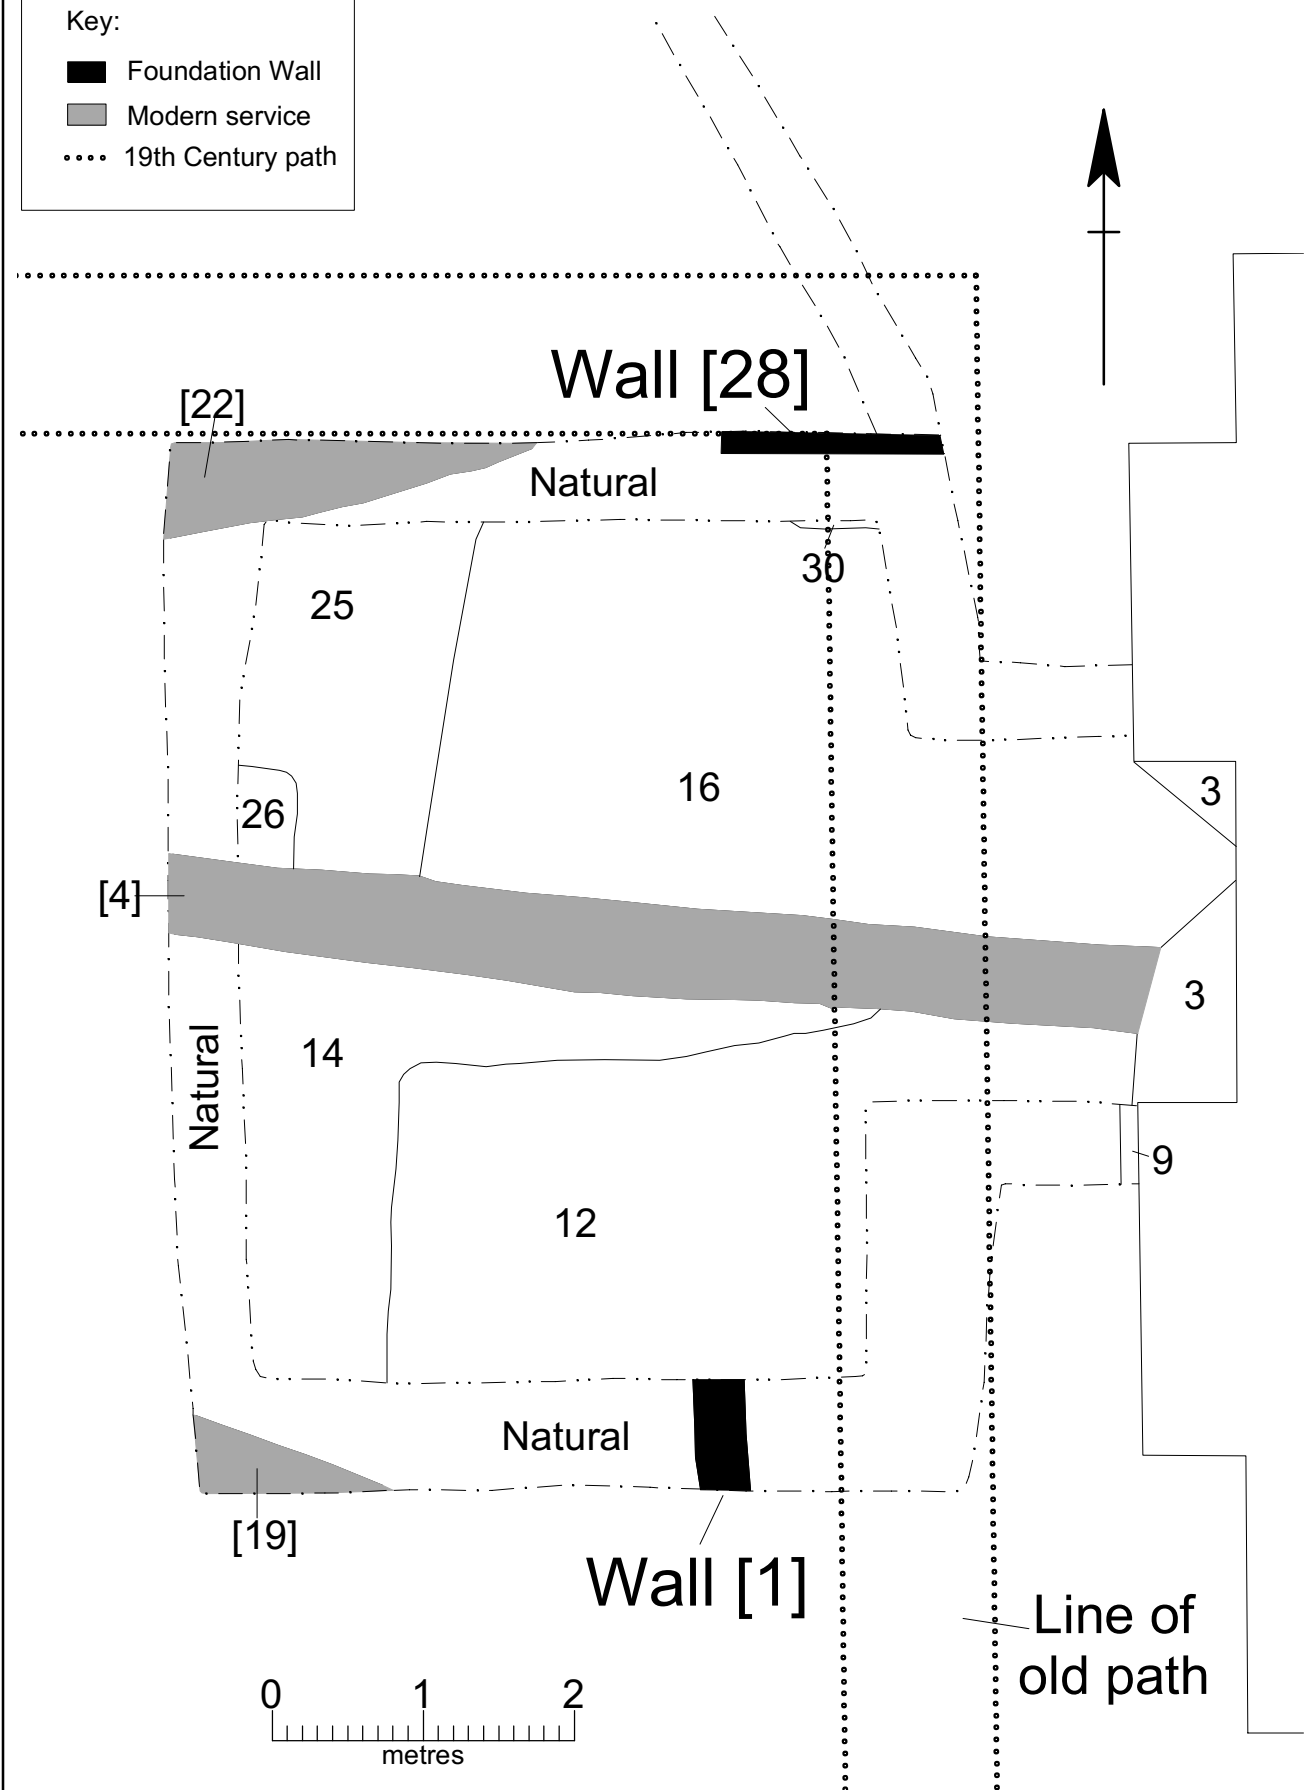 Key:
Foundation Wall
Modern service
19th Century path
Wall [28]
[22]
Natural
30
25
16
3
26
[4]
3
14
Natural
9
12
Natural
[19]
Wall [1]
Line of
old path
0 1 2
metres